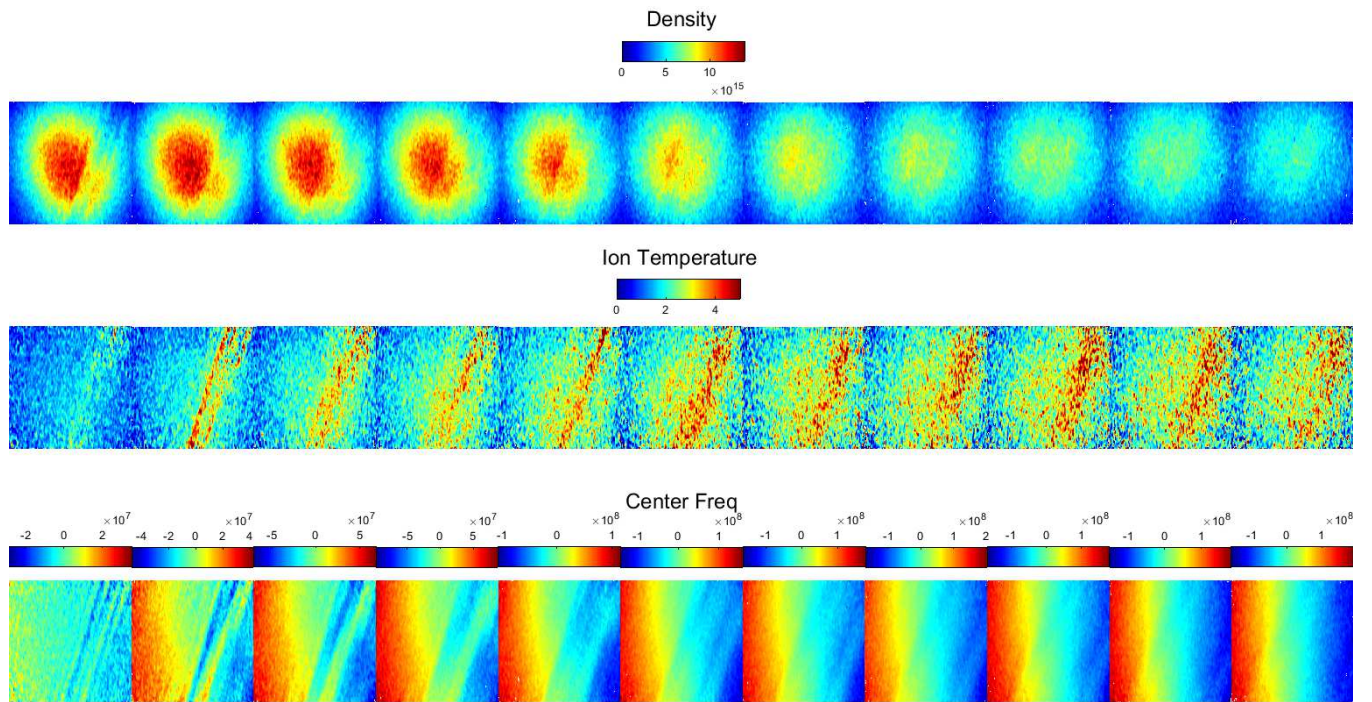 Density
0 5 10
×10^15
Ion Temperature
0 2 4
Center Freq
×10^7 ×10^7 ×10^7 ×10^7 ×10^8 ×10^8 ×10^8 ×10^8 ×10^8 ×10^8 ×10^8
-2 0 2 -4 -2 0 2 4 -5 0 5 -5 0 5 -1 0 1 -1 0 1 -1 0 1 -1 0 1 2 -1 0 1 -1 0 1 -1 0 1